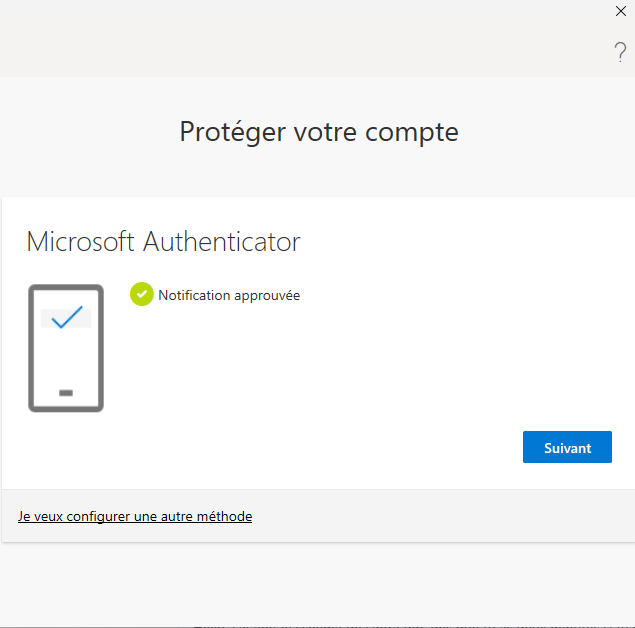 Protéger votre compte
Microsoft Authenticator
Notification approuvée
Suivant
Je veux configurer une autre méthode